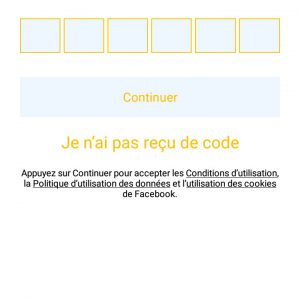 Continuer
Je n'ai pas reçu de code
Appuyez sur Continuer pour accepter les Conditions d'utilisation,
la Politique d'utilisation des données et l'utilisation des cookies
de Facebook.